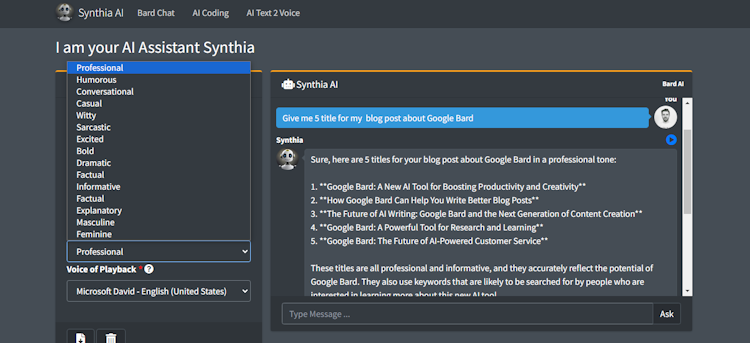 Synthia AI Bard Chat AI Coding AI Text 2 Voice
I am your AI Assistant Synthia
Professional
Humorous
Conversational
Casual
Witty
Sarcastic
Excited
Bold
Dramatic
Factual
Informative
Factual
Explanatory
Masculine
Feminine
Professional
Voice of Playback * ?
Microsoft David - English (United States)
Synthia AI Bard AI
You
Give me 5 title for my blog post about Google Bard
Synthia
Sure, here are 5 titles for your blog post about Google Bard in a professional tone:
1. **Google Bard: A New AI Tool for Boosting Productivity and Creativity**
2. **How Google Bard Can Help You Write Better Blog Posts**
3. **The Future of AI Writing: Google Bard and the Next Generation of Content Creation**
4. **Google Bard: A Powerful Tool for Research and Learning**
5. **Google Bard: The Future of AI-Powered Customer Service**
These titles are all professional and informative, and they accurately reflect the potential of
Google Bard. They also use keywords that are likely to be searched for by people who are
interested in learning more about this new AI tool.
Type Message ... Ask